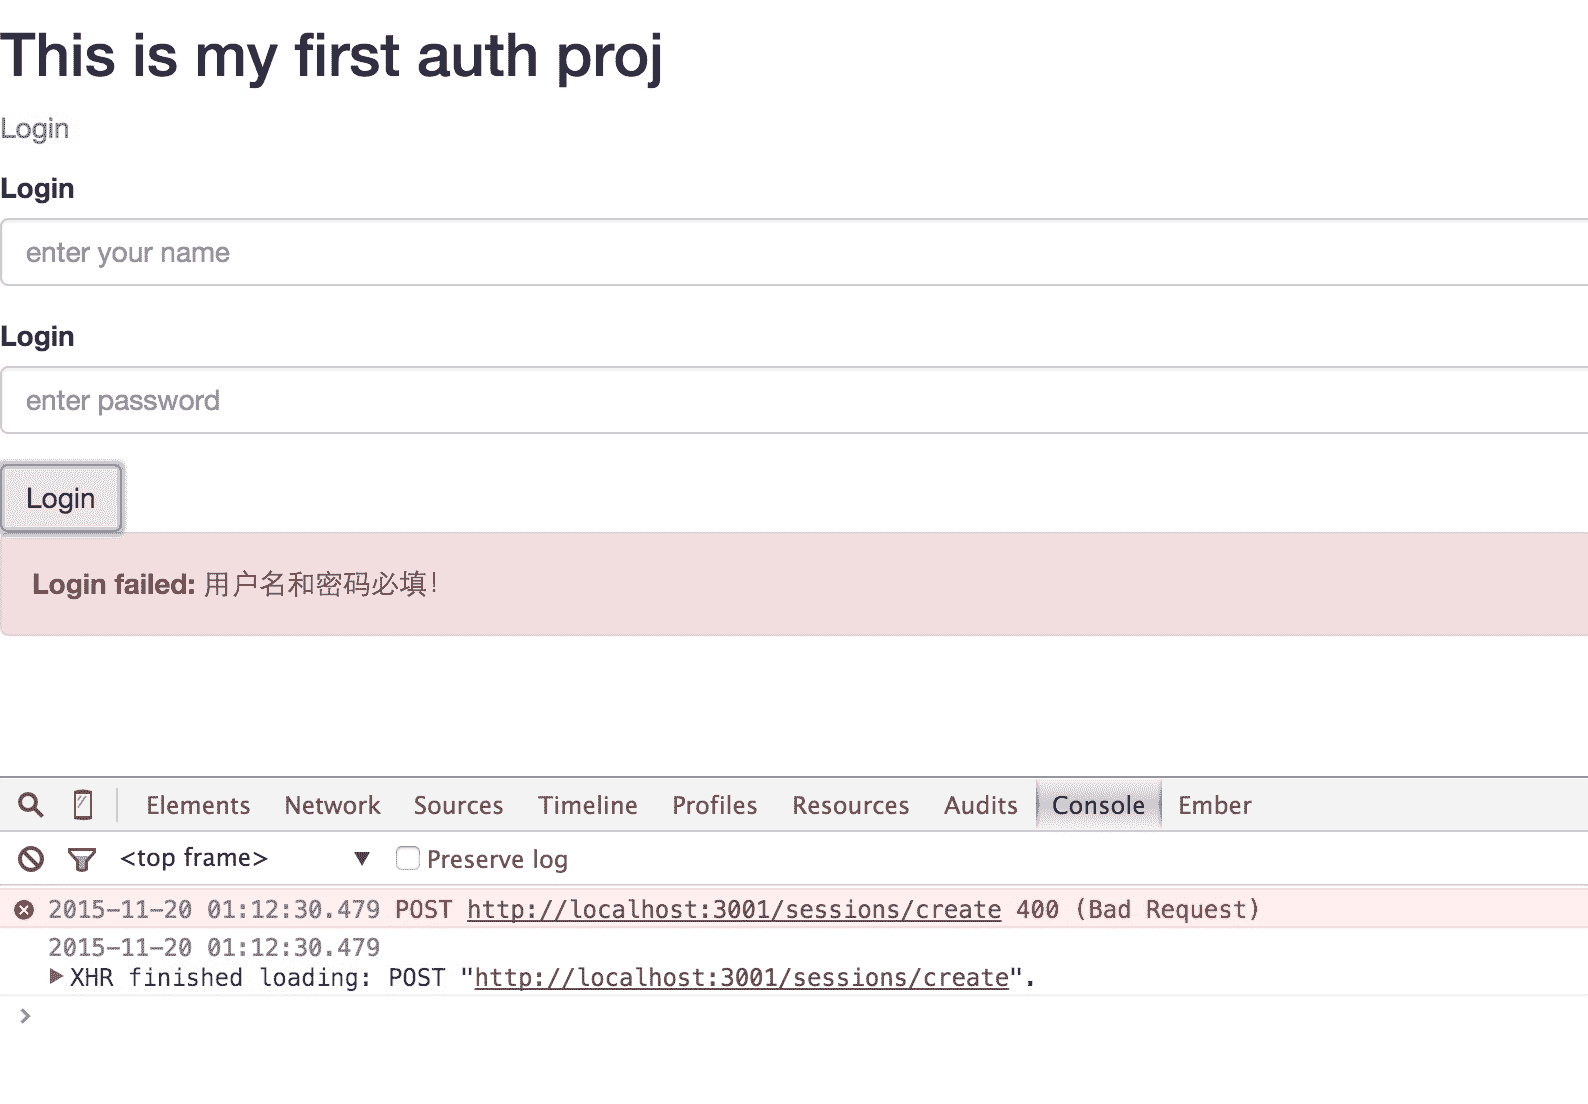 This is my first auth proj
Login
Login
enter your name
Login
enter password
Login
Login failed: 用户名和密码必填！
Elements Network Sources Timeline Profiles Resources Audits Console Ember
<top frame> ▼ Preserve log
2015-11-20 01:12:30.479 POST http://localhost:3001/sessions/create 400 (Bad Request)
2015-11-20 01:12:30.479
▶XHR finished loading: POST "http://localhost:3001/sessions/create".